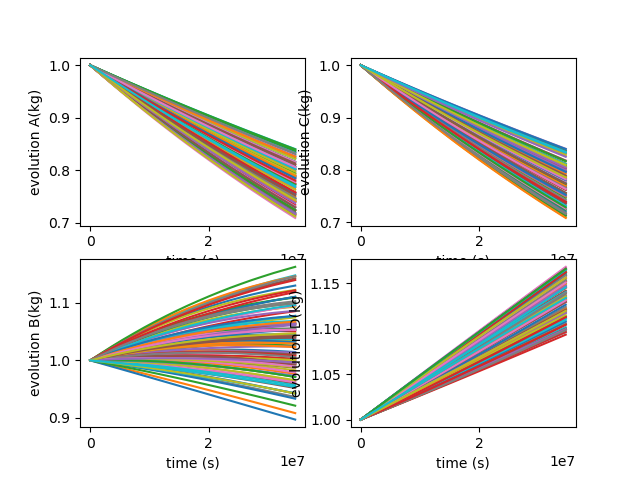 evolution A(kg)
1.0
0.9
0.8
0.7
0
2
time (s)
1e7
evolution C(kg)
1.0
0.9
0.8
0.7
0
2
time (s)
1e7
evolution B(kg)
1.1
1.0
0.9
0
2
time (s)
1e7
evolution D(kg)
1.15
1.10
1.05
1.00
0
2
time (s)
1e7